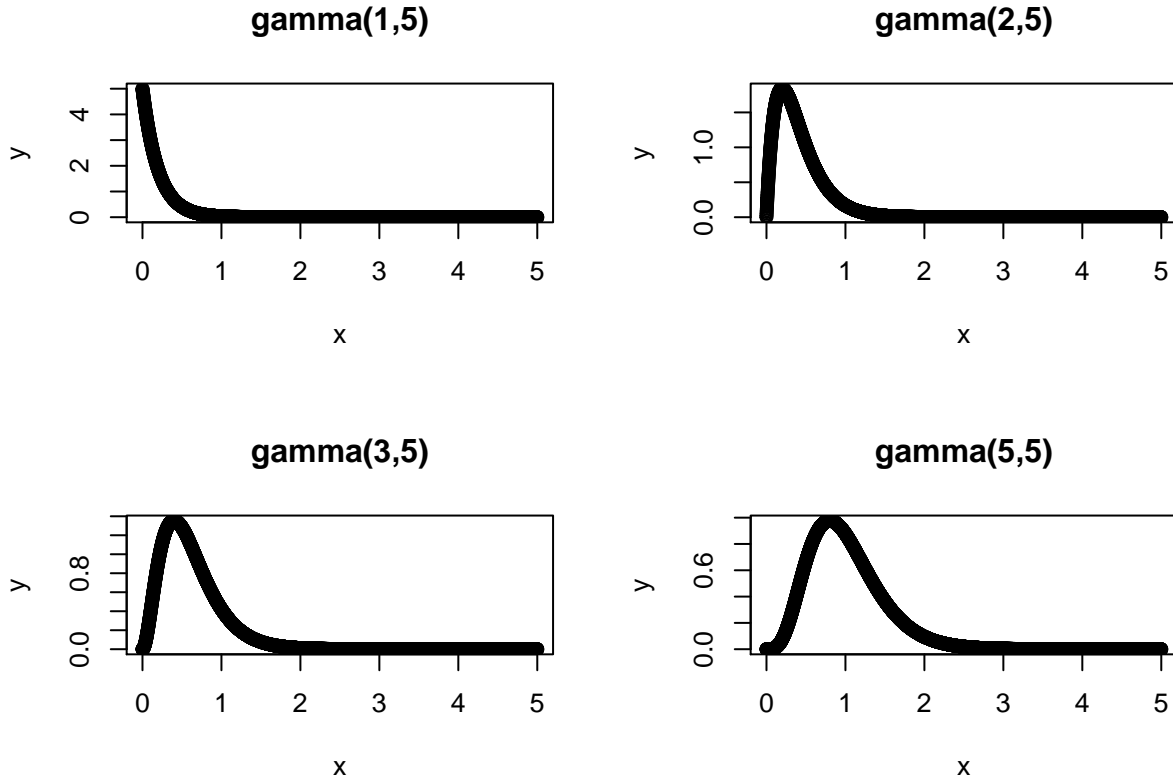 gamma(1,5)
y
0 2 4
0 1 2 3 4 5
x
gamma(2,5)
y
0.0 1.0
0 1 2 3 4 5
x
gamma(3,5)
y
0.0 0.8
0 1 2 3 4 5
x
gamma(5,5)
y
0.0 0.6
0 1 2 3 4 5
x